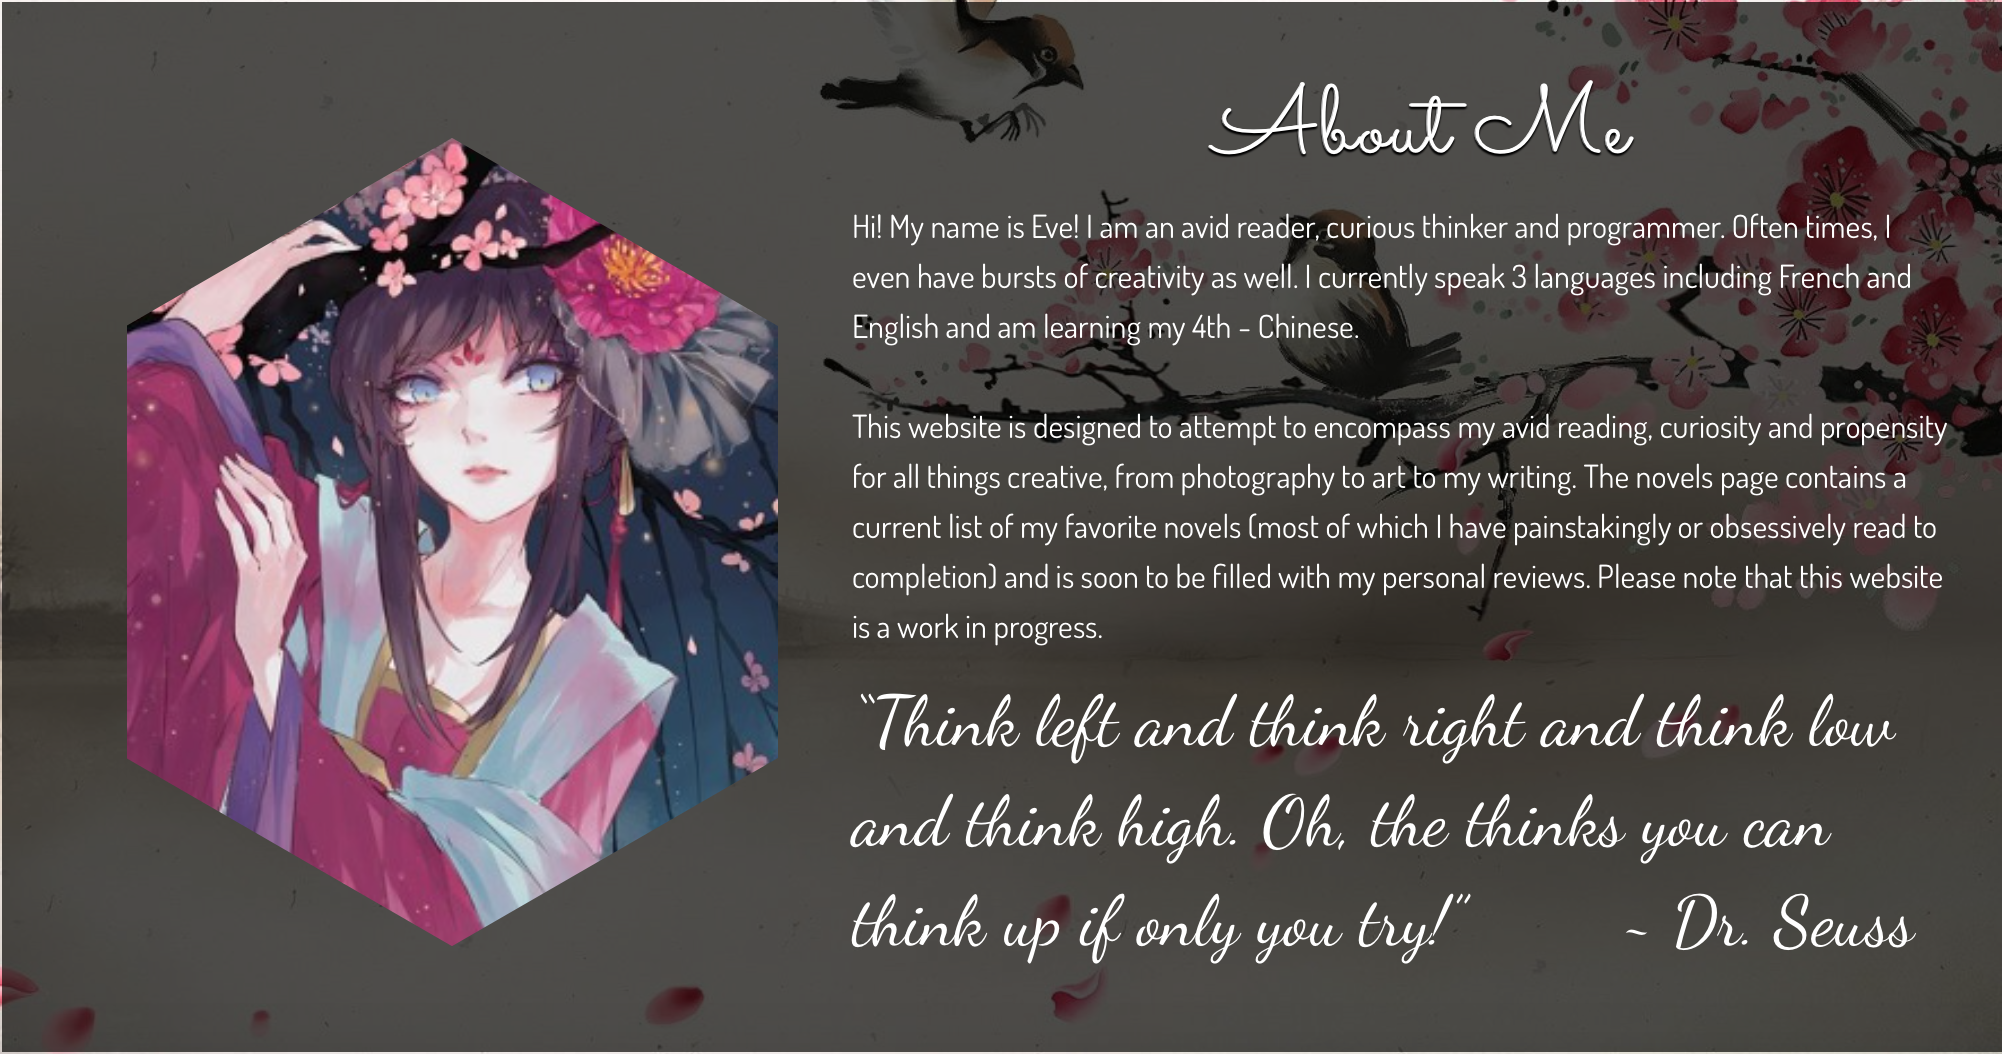 About Me
Hi! My name is Eve! I am an avid reader, curious thinker and programmer. Often times, I
even have bursts of creativity as well. I currently speak 3 languages including French and
English and am learning my 4th - Chinese.
This website is designed to attempt to encompass my avid reading, curiosity and propensity
for all things creative, from photography to art to my writing. The novels page contains a
current list of my favorite novels (most of which I have painstakingly or obsessively read to
completion) and is soon to be filled with my personal reviews. Please note that this website
is a work in progress.
“Think left and think right and think low
and think high. Oh, the thinks you can
think up if only you try!” ~ Dr. Seuss